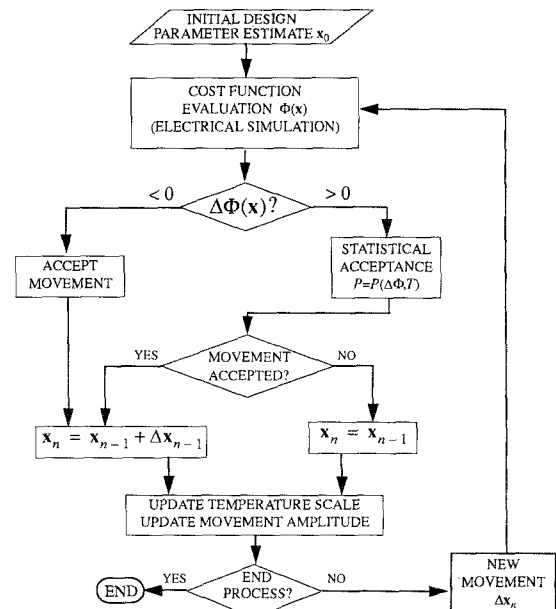 INITIAL DESIGN
PARAMETER ESTIMATE x₀
COST FUNCTION
EVALUATION Φ(x)
(ELECTRICAL SIMULATION)
< 0
> 0
ΔΦ(x)?
ACCEPT
MOVEMENT
STATISTICAL
ACCEPTANCE
P=P(ΔΦ,T)
YES
MOVEMENT
ACCEPTED?
NO
xₙ = xₙ₋₁ + Δxₙ₋₁
xₙ = xₙ₋₁
UPDATE TEMPERATURE SCALE
UPDATE MOVEMENT AMPLITUDE
END
YES
END
PROCESS?
NO
NEW
MOVEMENT
Δxₙ